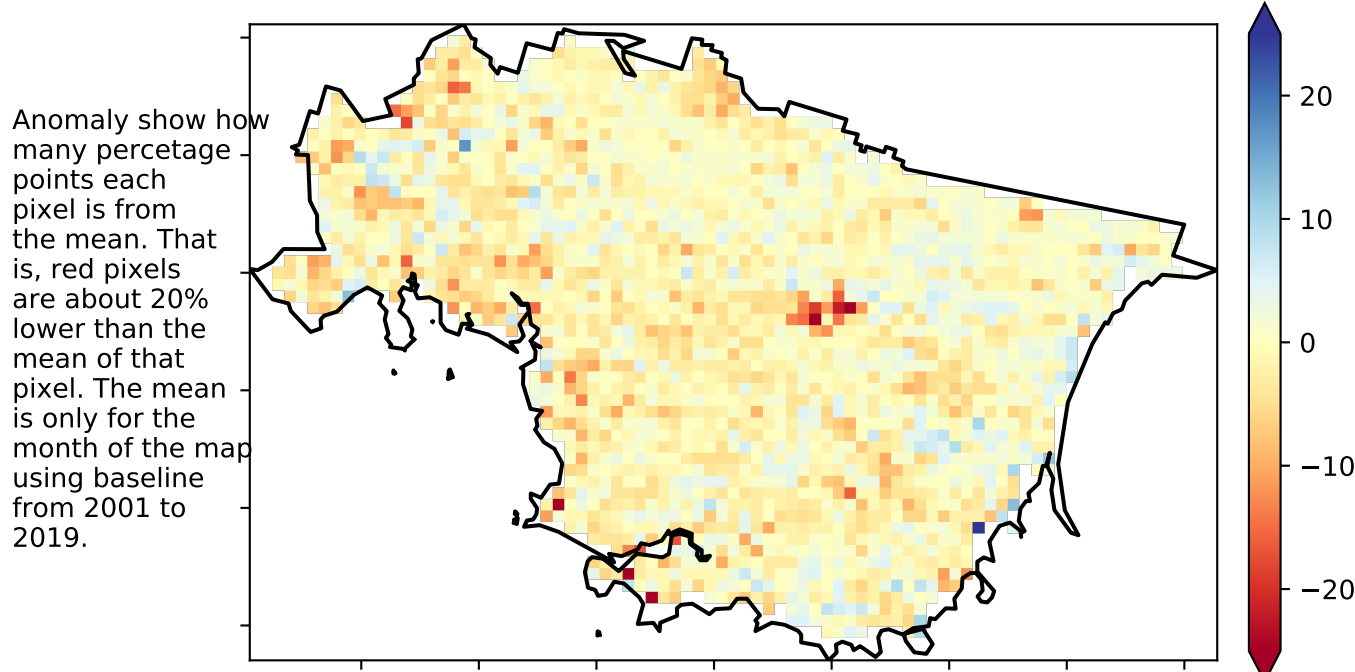 Anomaly show how
many percetage
points each
pixel is from
the mean. That
is, red pixels
are about 20%
lower than the
mean of that
pixel. The mean
is only for the
month of the map
using baseline
from 2001 to
2019.
20
10
0
−10
−20